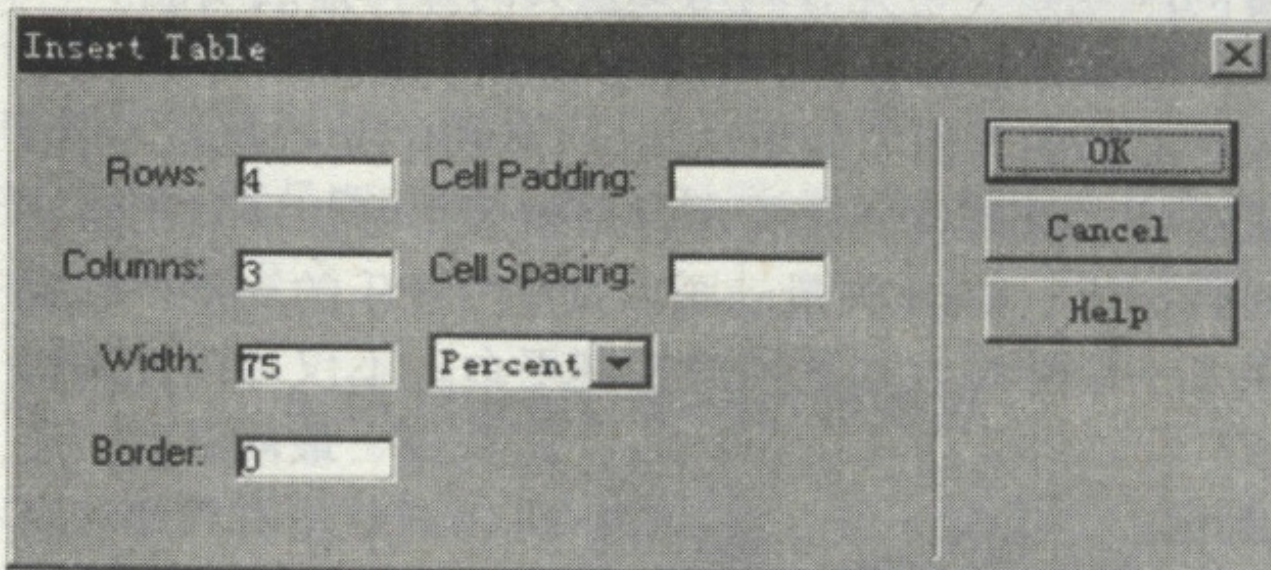 Insert Table
Rows: 4 Cell Padding: OK
Columns: 3 Cell Spacing: Cancel
Width: 75 Percent Help
Border: 0